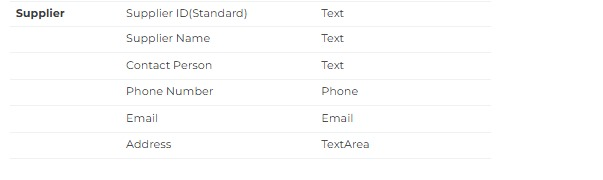 Supplier Supplier ID(Standard) Text
Supplier Name Text
Contact Person Text
Phone Number Phone
Email Email
Address TextArea